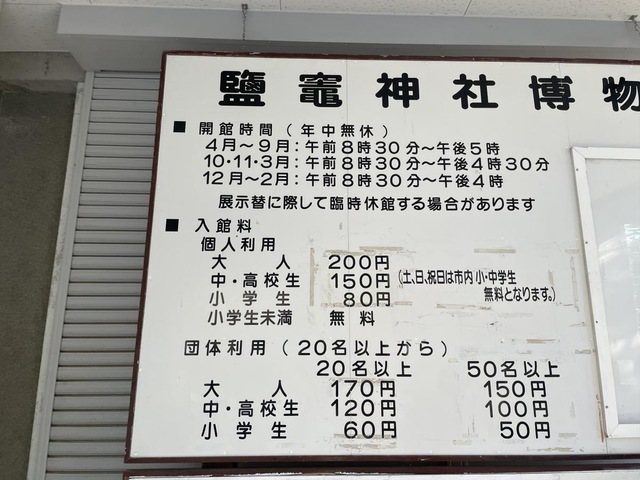 鹽竈神社博物
■ 開館時間（年中無休）
4月～9月：午前8時30分～午後5時
10・11・3月：午前8時30分～午後4時30分
12月～2月：午前8時30分～午後4時
展示替に際して臨時休館する場合があります
■ 入館料
個人利用
大人 200円
中・高校生 150円（土、日、祝日は市内 小・中学生
無料となります。）
小学生 80円
小学生未満 無料
団体利用（20名以上から）
20名以上 50名以上
大人 170円 150円
中・高校生 120円 100円
小学生 60円 50円